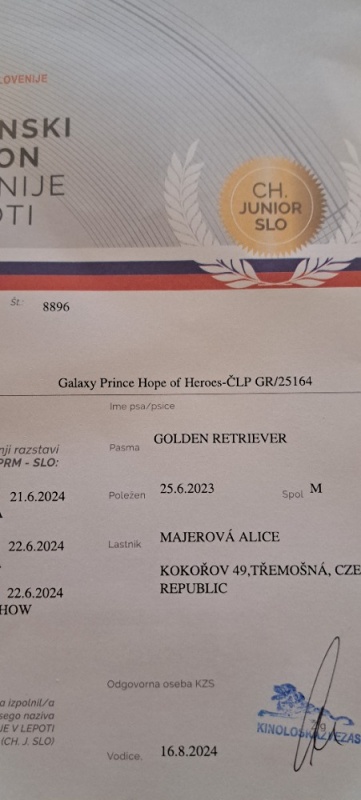 LOVENIJE
NSKI
ON
NIJE
OTI
CH.
JUNIOR
SLO
Št.: 8896
Galaxy Prince Hope of Heroes-ČLP GR/25164
Ime psa/psice
nji razstavi
PRM - SLO:
Pasma GOLDEN RETRIEVER
21.6.2024
A
Poležen 25.6.2023 Spol M
22.6.2024
Lastnik MAJEROVÁ ALICE
22.6.2024
HOW
KOKOŘOV 49,TŘEMOŠNÁ, CZE
REPUBLIC
Odgovorna oseba KZS
a izpolnil/a
sega naziva
JE V LEPOTI
(CH. J. SLO)
Vodice, 16.8.2024
KINOLOŠKA ZVEZA S